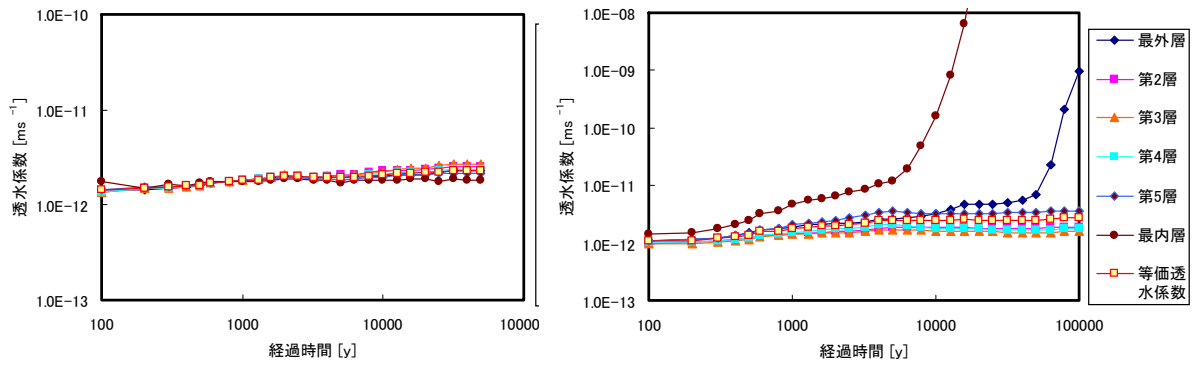 1.0E-10
1.0E-11
1.0E-12
1.0E-13
透水係数 [ms⁻¹]
100
1000
10000
10000
経過時間 [y]
1.0E-08
1.0E-09
1.0E-10
1.0E-11
1.0E-12
1.0E-13
透水係数 [ms⁻¹]
100
1000
10000
100000
経過時間 [y]
最外層
第2層
第3層
第4層
第5層
最内層
等価透
水係数